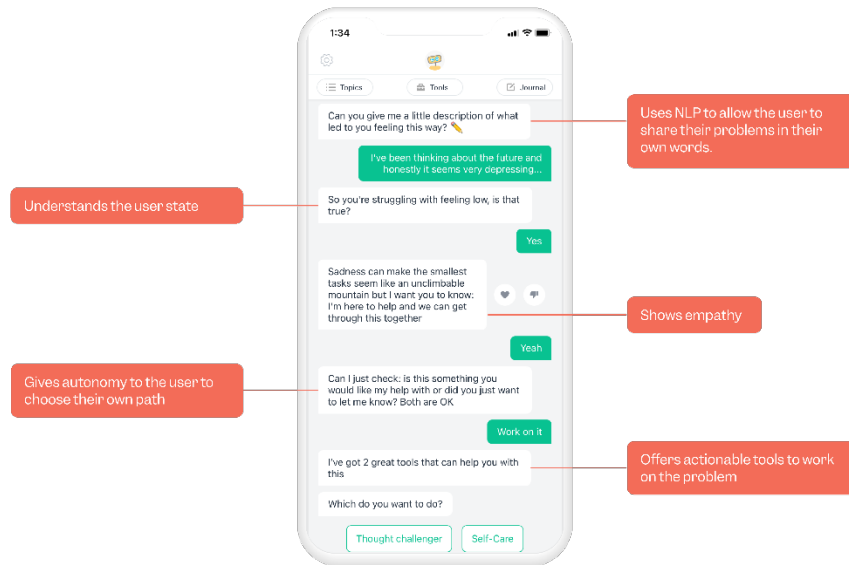 1:34
Topics
Tools
Journal
Can you give me a little description of what
led to you feeling this way? ✏️
I've been thinking about the future and
honestly it seems very depressing...
So you're struggling with feeling low, is that
true?
Yes
Sadness can make the smallest
tasks seem like an unclimbable
mountain but I want you to know:
I'm here to help and we can get
through this together
Yeah
Can I just check: is this something you
would like my help with or did you just want
to let me know? Both are OK
Work on it
I've got 2 great tools that can help you with
this
Which do you want to do?
Thought challenger
Self-Care
Uses NLP to allow the user to
share their problems in their
own words.
Understands the user state
Shows empathy
Gives autonomy to the user to
choose their own path
Offers actionable tools to work
on the problem